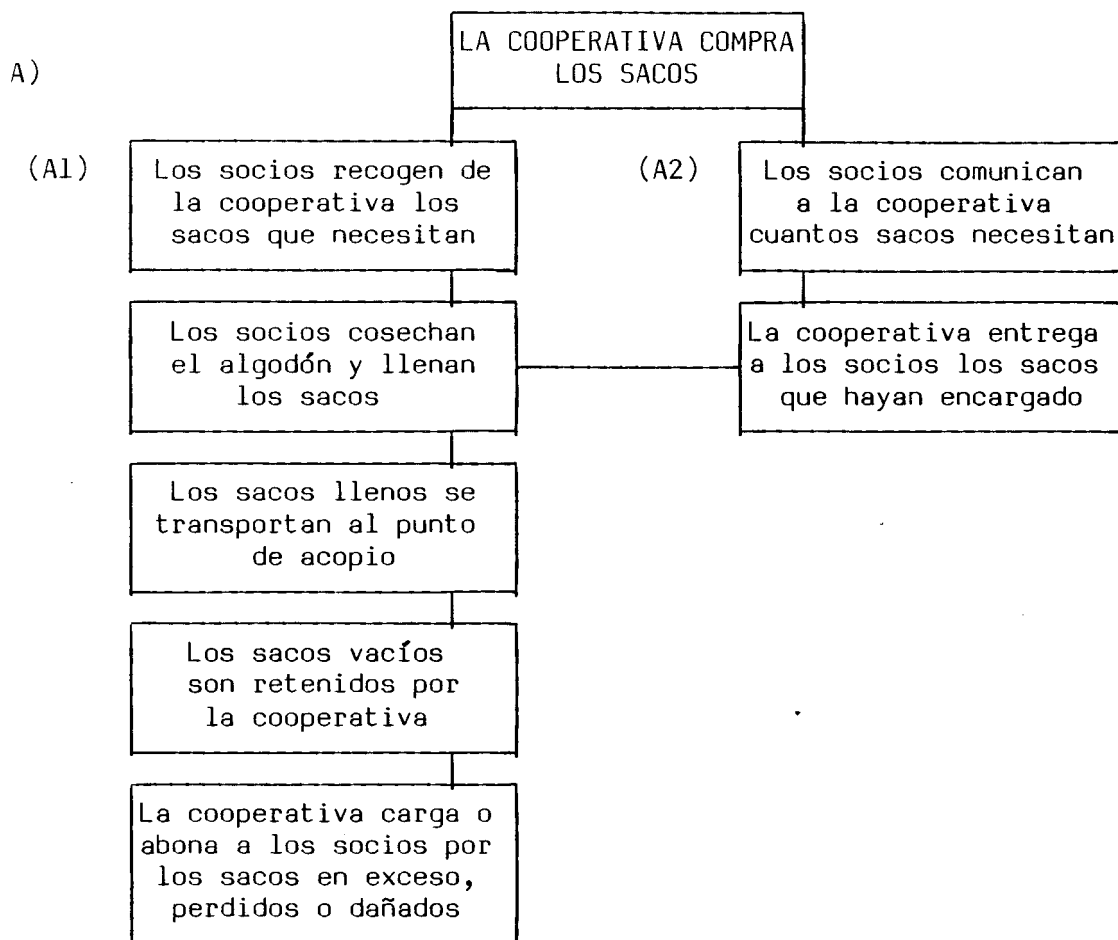 LA COOPERATIVA COMPRA
LOS SACOS
A)
(A1)
Los socios recogen de
la cooperativa los
sacos que necesitan
(A2)
Los socios comunican
a la cooperativa
cuantos sacos necesitan
Los socios cosechan
el algodón y llenan
los sacos
La cooperativa entrega
a los socios los sacos
que hayan encargado
Los sacos llenos se
transportan al punto
de acopio
Los sacos vacíos
son retenidos por
la cooperativa
La cooperativa carga o
abona a los socios por
los sacos en exceso,
perdidos o dañados